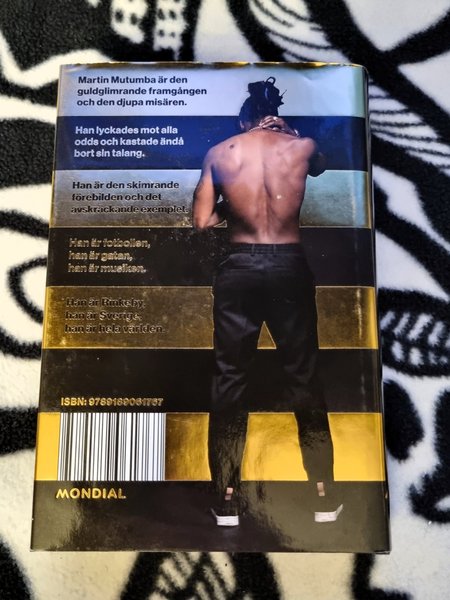 Martin Mutumba är den
guldglimrande framgången
och den djupa misären.
Han lyckades mot alla
odds och kastade ändå
bort sin talang.
Han är den skimrande
förebilden och det
avskräckande exemplet.
Han är fotbollen,
han är gatan,
han är musiken.
Han är Rinkeby,
han är Sverige,
han är hela världen.
ISBN: 9789189061767
MONDIAL